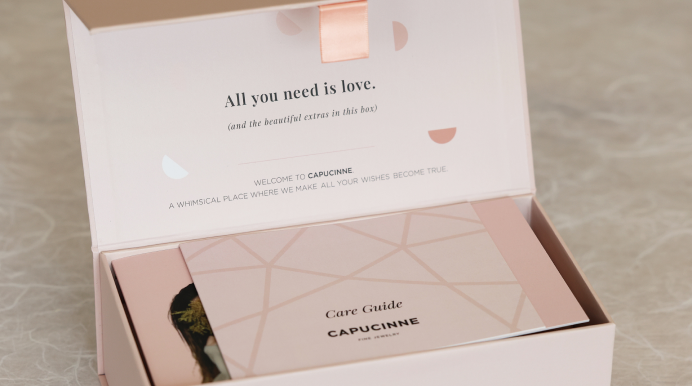 All you need is love.
(and the beautiful extras in this box)
WELCOME TO CAPUCINNE
A WHIMSICAL PLACE WHERE WE MAKE ALL YOUR WISHES BECOME TRUE.
Care Guide
CAPUCINNE
FINE JEWELRY